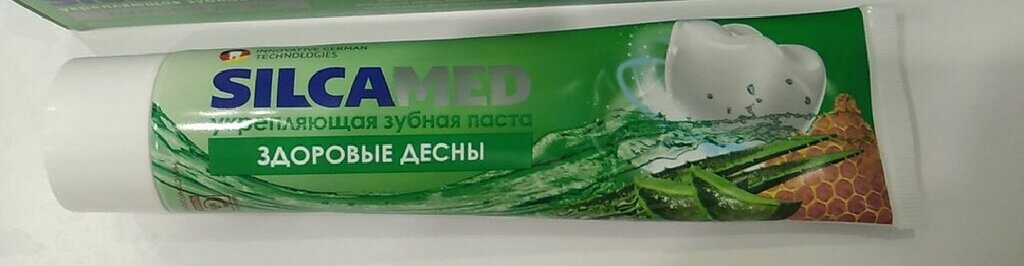 INNOVATIVE GERMAN
TECHNOLOGIES
SILCAMED
укрепляющая зубная паста
ЗДОРОВЫЕ ДЕСНЫ